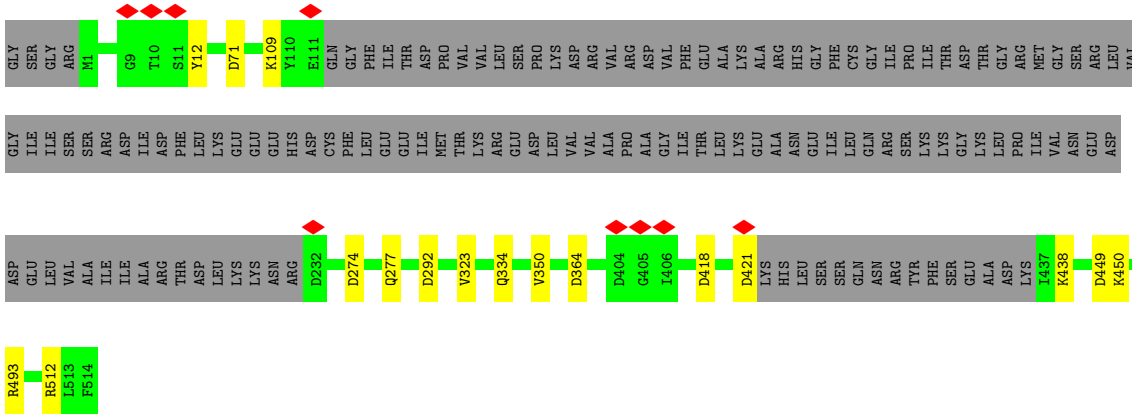 GLY SER GLY ARG M1 G9 T10 S11 Y12 D71 K109 Y110 E111 GLN GLY PHE ILE THR ASP PRO VAL VAL LEU SER PRO LYS ASP ARG VAL ARG ASP VAL PHE GLU ALA LYS ALA ARG HIS GLY PHE CYS GLY ILE PRO ILE THR ASP THR GLY ARG MET GLY SER ARG LEU VAL
GLY ILE ILE SER SER ARG ASP ILE ASP PHE LEU LYS GLU GLU GLU HIS ASP CYS PHE LEU GLU GLU ILE MET THR LYS ARG GLU ASP LEU VAL VAL ALA PRO ALA GLY ILE THR LEU LYS GLU ALA ASN GLU ILE LEU GLN ARG SER LYS LYS GLY LYS LEU PRO ILE VAL ASN GLU ASP
ASP GLU LEU VAL ALA ILE ILE ALA ARG THR ASP LEU LYS LYS ASN ARG D232 D274 Q277 D292 V323 Q334 V350 D364 D404 G405 I406 D418 D421 LYS HIS LEU SER SER GLN ASN ARG TYR PHE SER GLU ALA ASP LYS I437 K438 D449 K450
R493 R512 L513 F514